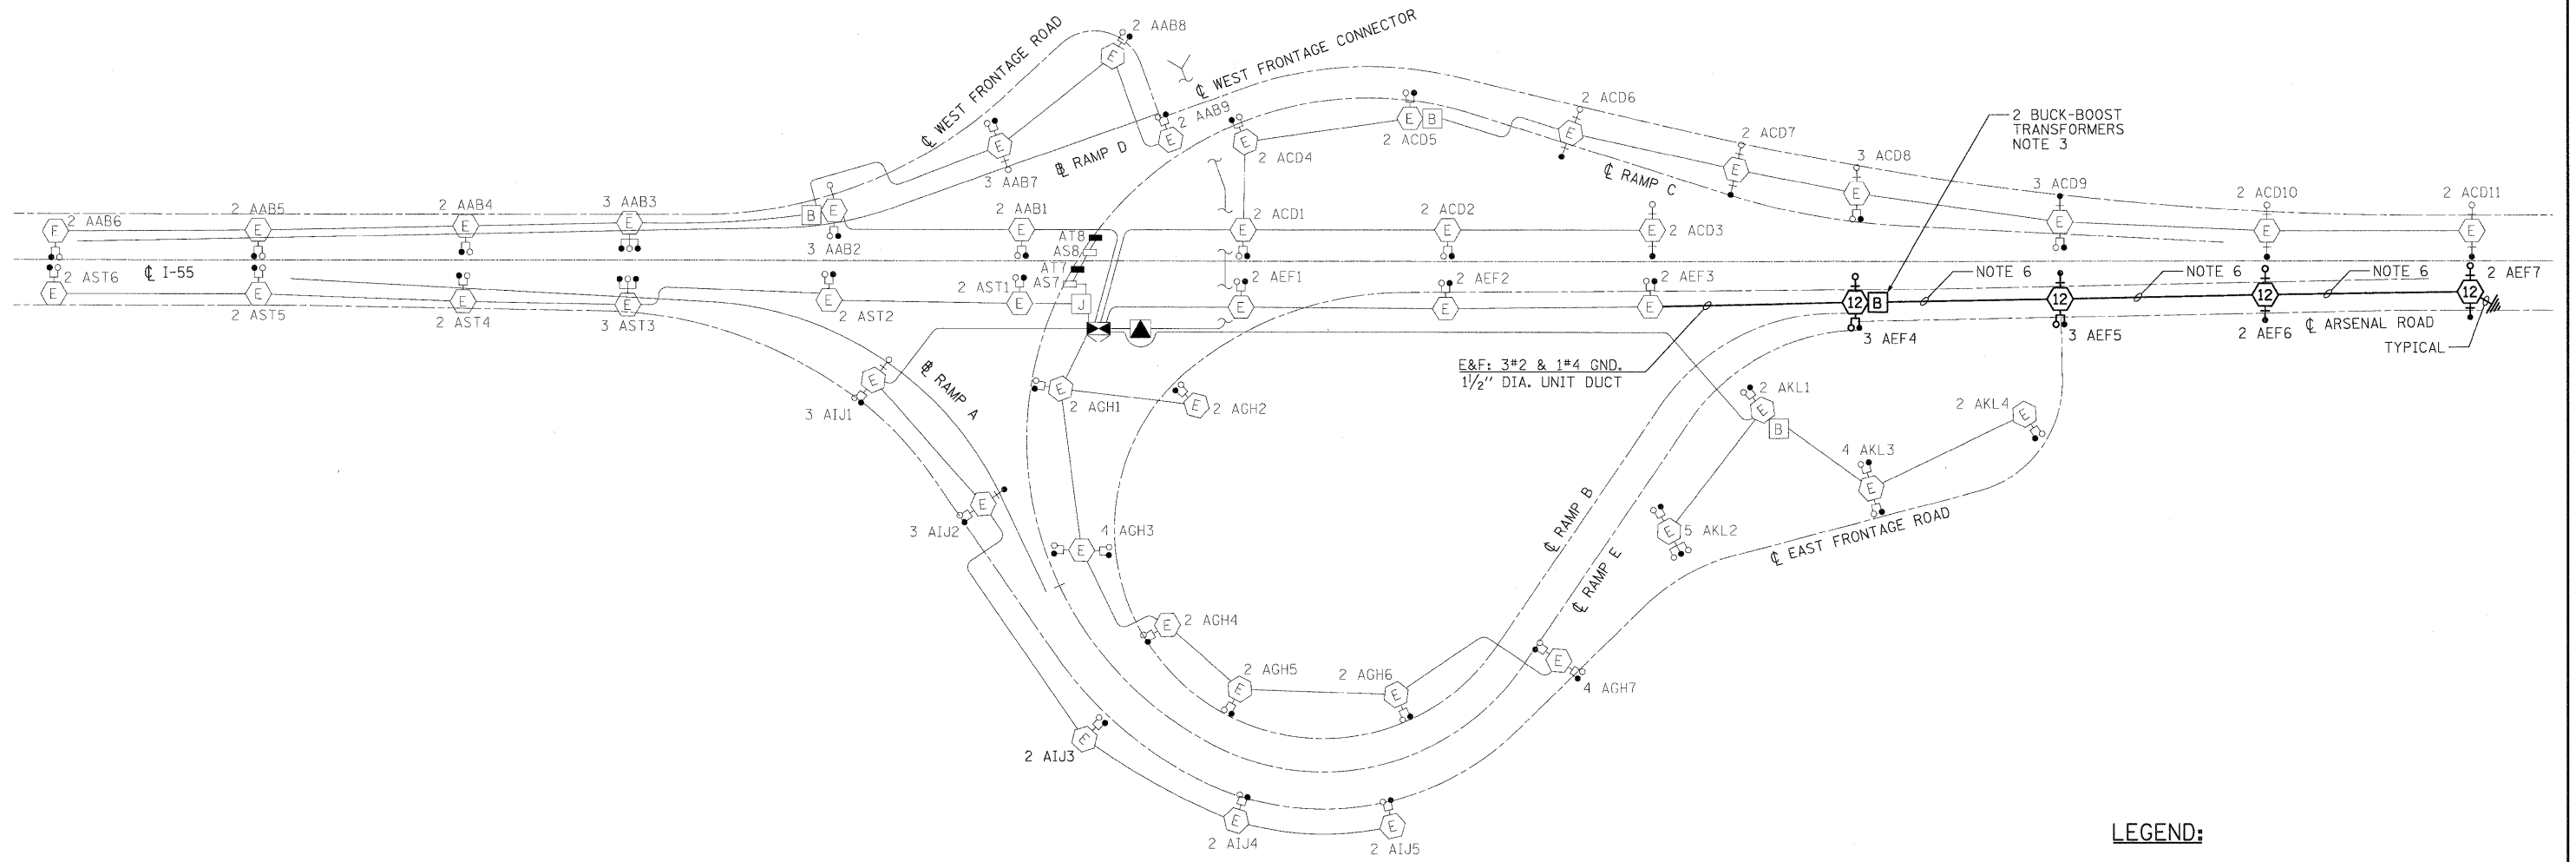 2 AAB8
℄ WEST FRONTAGE ROAD
℄ WEST FRONTAGE CONNECTOR
2 AAB9
2 ACD4
2 ACD5
B
2 ACD6
2 ACD7
3 ACD8
3 ACD9
2 ACD10
2 ACD11
2 BUCK-BOOST
TRANSFORMERS
NOTE 3
3 AAB7
RAMP D
℄ RAMP C
2 AAB6
2 AAB5
2 AAB4
3 AAB3
B
3 AAB2
2 AAB1
AT8
AS8
AT7
AS7
J
2 ACD1
2 ACD2
2 ACD3
℄ I-55
2 AST6
2 AST5
2 AST4
3 AST3
2 AST2
2 AST1
2 AEF1
2 AEF2
2 AEF3
12
B
3 AEF4
NOTE 6
12
3 AEF5
NOTE 6
12
2 AEF6
NOTE 6
12
2 AEF7
℄ ARSENAL ROAD
TYPICAL
E&F: 3#2 & 1#4 GND.
1½" DIA. UNIT DUCT
RAMP A
3 AIJ1
3 AIJ2
2 AIJ3
2 AIJ4
2 AIJ5
2 AGH1
2 AGH2
4 AGH3
2 AGH4
2 AGH5
2 AGH6
4 AGH7
℄ RAMP B
℄ RAMP E
2 AKL1
B
5 AKL2
4 AKL3
2 AKL4
℄ EAST FRONTAGE ROAD
LEGEND: